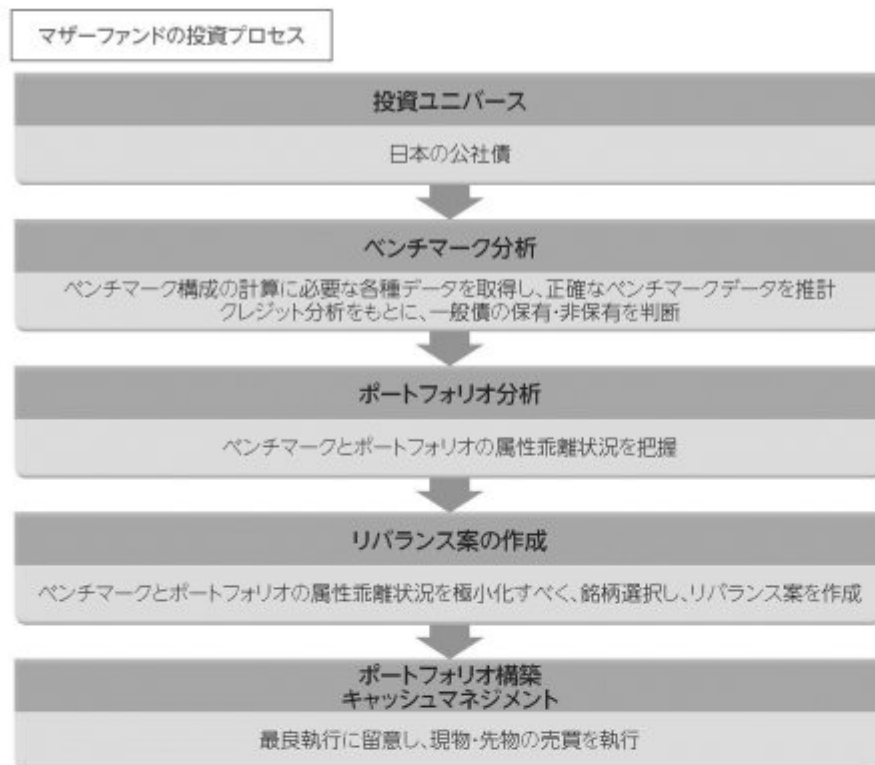 マザーファンドの投資プロセス
投資ユニバース
日本の公社債
ベンチマーク分析
ベンチマーク構成の計算に必要な各種データを取得し、正確なベンチマークデータを推計
クレジット分析をもとに、一般債の保有・非保有を判断
ポートフォリオ分析
ベンチマークとポートフォリオの属性乖離状況を把握
リバランス案の作成
ベンチマークとポートフォリオの属性乖離状況を極小化すべく、銘柄選択し、リバランス案を作成
ポートフォリオ構築
キャッシュマネジメント
最良執行に留意し、現物・先物の売買を執行